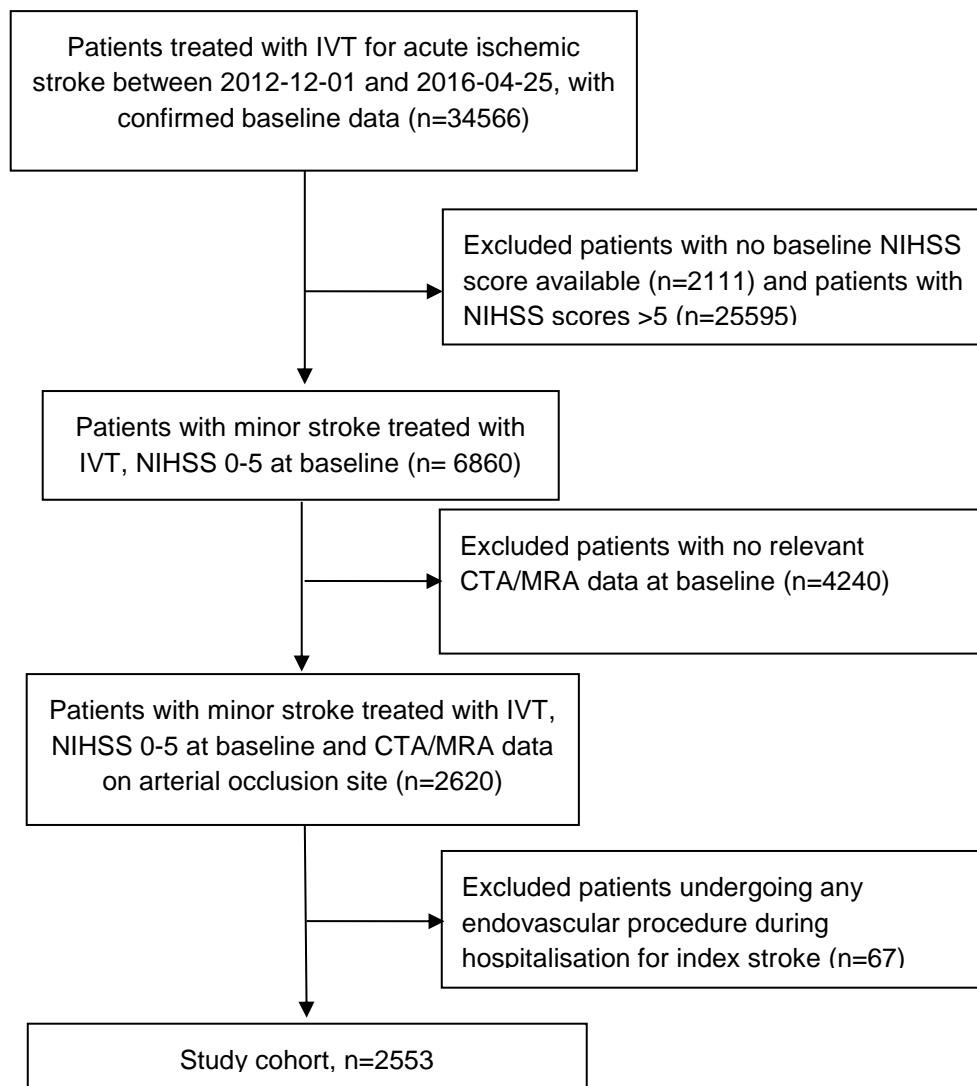 Patients treated with IVT for acute ischemic
stroke between 2012-12-01 and 2016-04-25, with
confirmed baseline data (n=34566)
Excluded patients with no baseline NIHSS
score available (n=2111) and patients with
NIHSS scores >5 (n=25595)
Patients with minor stroke treated with
IVT, NIHSS 0-5 at baseline (n= 6860)
Excluded patients with no relevant
CTA/MRA data at baseline (n=4240)
Patients with minor stroke treated with IVT,
NIHSS 0-5 at baseline and CTA/MRA data
on arterial occlusion site (n=2620)
Excluded patients undergoing any
endovascular procedure during
hospitalisation for index stroke (n=67)
Study cohort, n=2553